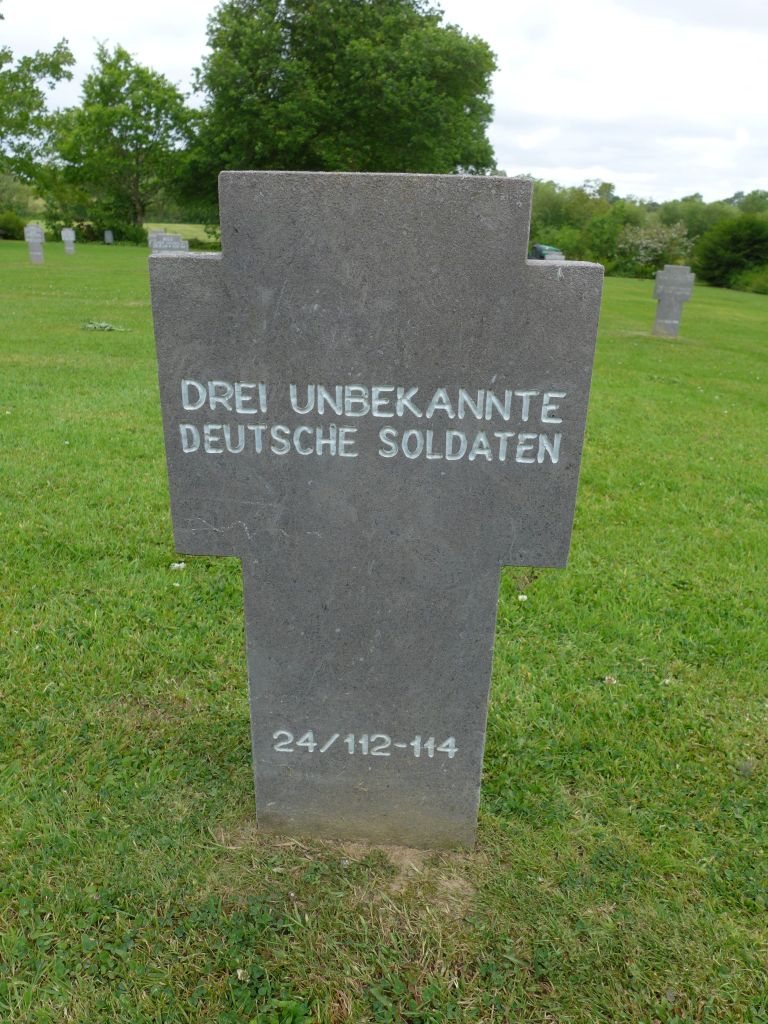 DREI UNBEKANNTE
DEUTSCHE SOLDATEN
24/112-114